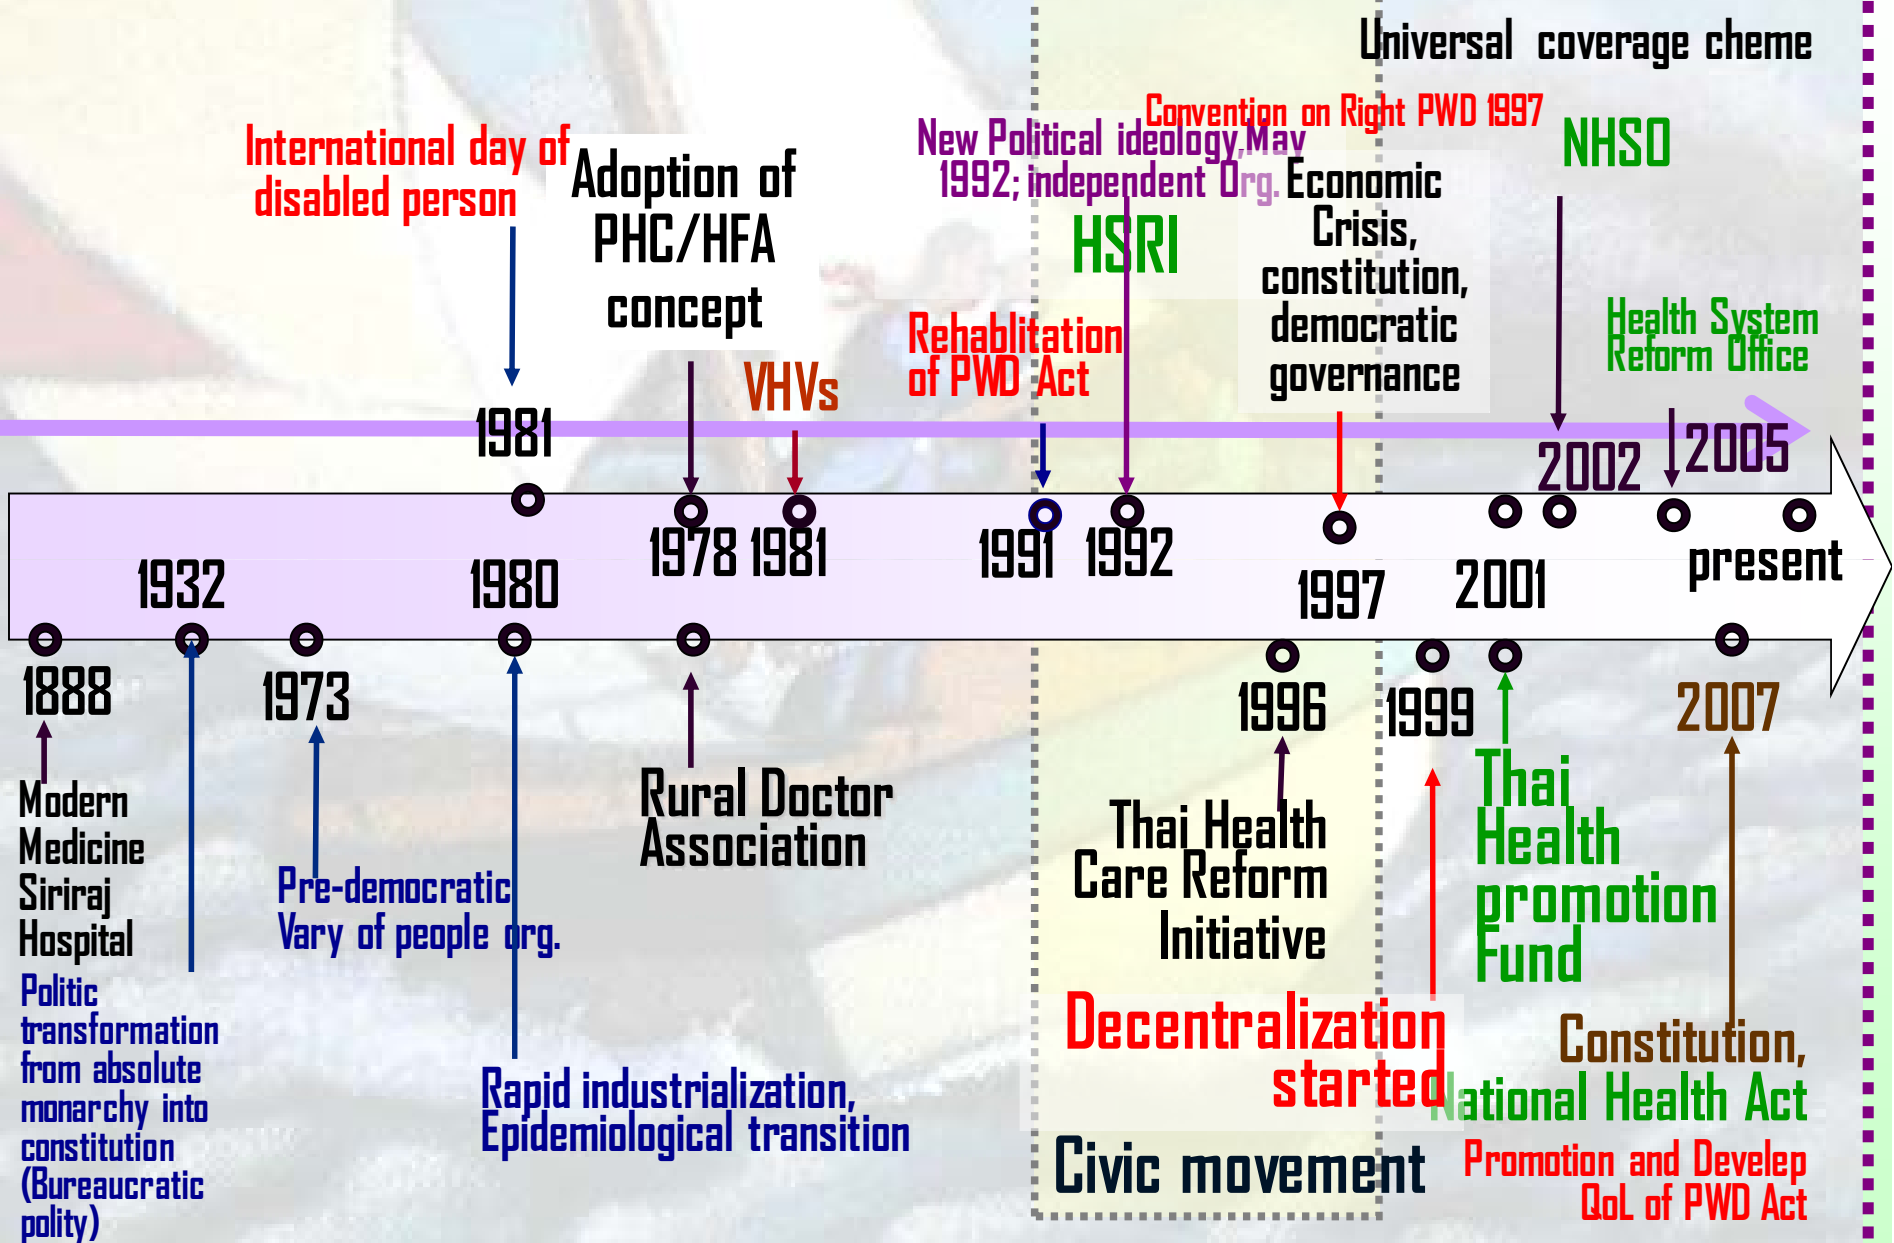 Universal coverage cheme
Convention on Right PWD 1997
New Political ideology,May
1992; independent Org.
NHSO
International day of
disabled person
Adoption of
PHC/HFA
concept
HSRI
Economic
Crisis,
constitution,
democratic
governance
Rehablitation
of PWD Act
VHVs
Health System
Reform Office
1981
2002
2005
1978
1981
1991
1992
1932
1980
1997
2001
present
1888
1973
1996
1999
2007
Modern
Medicine
Siriraj
Hospital
Politic
transformation
from absolute
monarchy into
constitution
(Bureaucratic
polity)
Pre-democratic
Vary of people org.
Rapid industrialization,
Epidemiological transition
Rural Doctor
Association
Thai Health
Care Reform
Initiative
Decentralization
started
Civic movement
Thai
Health
promotion
Fund
Constitution,
National Health Act
Promotion and Develep
QoL of PWD Act